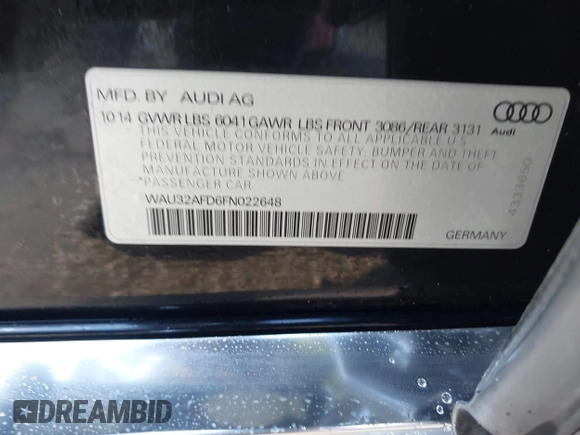 MFD. BY AUDI AG
10 14 GVWR LBS 6041 GAWR LBS FRONT 3086/REAR 3131
THIS VEHICLE CONFORMS TO ALL APPLICABLE U.S
FEDERAL MOTOR VEHICLE SAFETY, BUMPER AND THEFT
PREVENTION STANDARDS IN EFFECT ON THE DATE OF
MANUFACTURE SHOWN ABOVE
*PASSENGER CAR
WAU32AFD6FN022648
GERMANY
Audi
4333650
DREAMBID